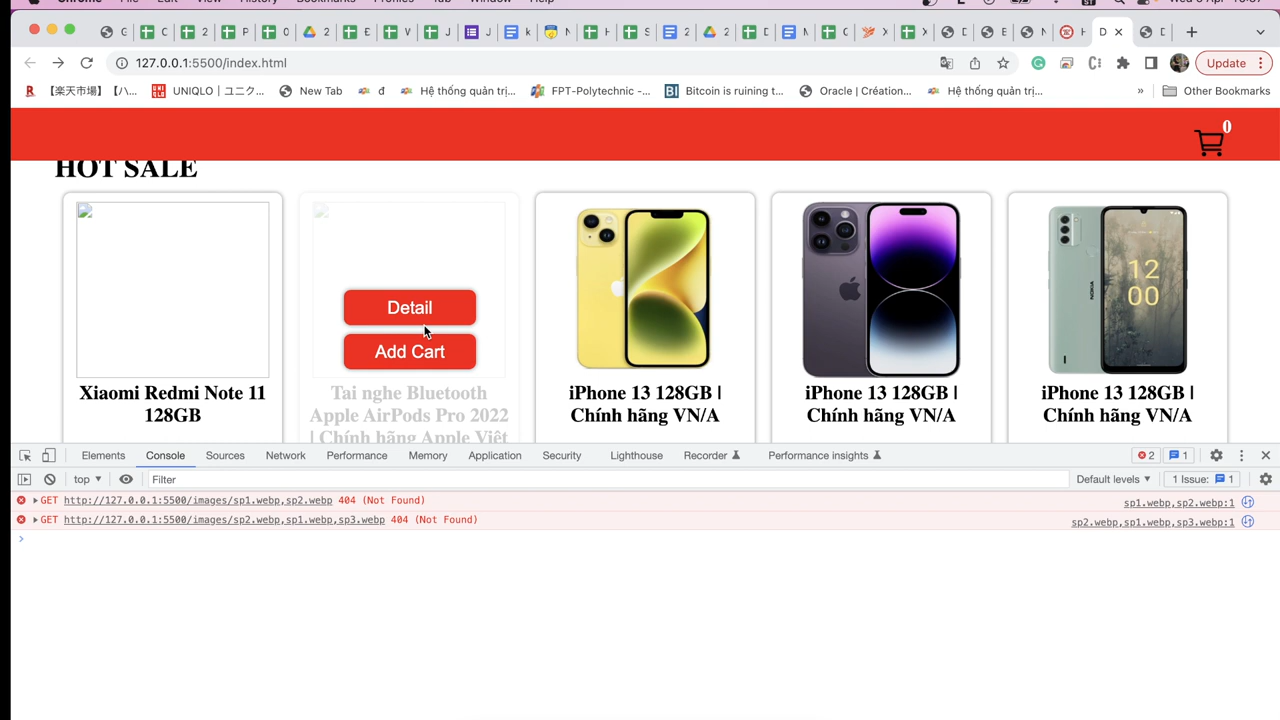 127.0.0.1:5500/index.html
Update
【楽天市場】【ハ...
UNIQLO｜ユニク...
New Tab
đ
Hệ thống quản trị...
FPT-Polytechnic -...
Bitcoin is ruining t...
Oracle | Création...
Hệ thống quản trị...
»
Other Bookmarks
0
HOT SALE
Detail
Add Cart
12
00
NOKIA
Xiaomi Redmi Note 11
128GB
Tai nghe Bluetooth
Apple AirPods Pro 2022
| Chính hãng Apple Việt
iPhone 13 128GB |
Chính hãng VN/A
iPhone 13 128GB |
Chính hãng VN/A
iPhone 13 128GB |
Chính hãng VN/A
Elements Console Sources Network Performance Memory Application Security Lighthouse Recorder Performance insights 2 1
top Filter Default levels 1 Issue: 1
GET http://127.0.0.1:5500/images/sp1.webp,sp2.webp 404 (Not Found) sp1.webp,sp2.webp:1
GET http://127.0.0.1:5500/images/sp2.webp,sp1.webp,sp3.webp 404 (Not Found) sp2.webp,sp1.webp,sp3.webp:1